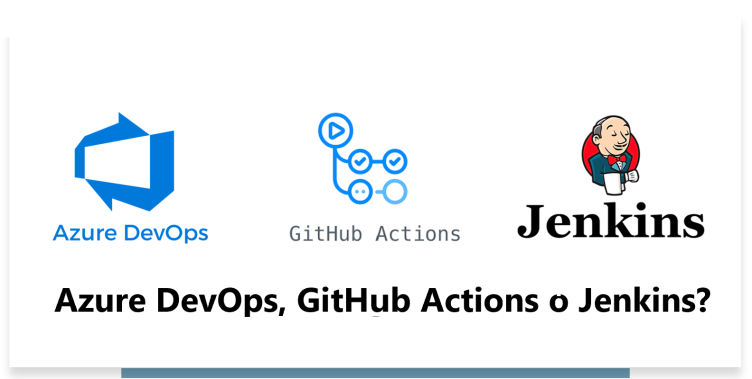 Azure DevOps
GitHub Actions
Jenkins
Azure DevOps, GitHub Actions o Jenkins?